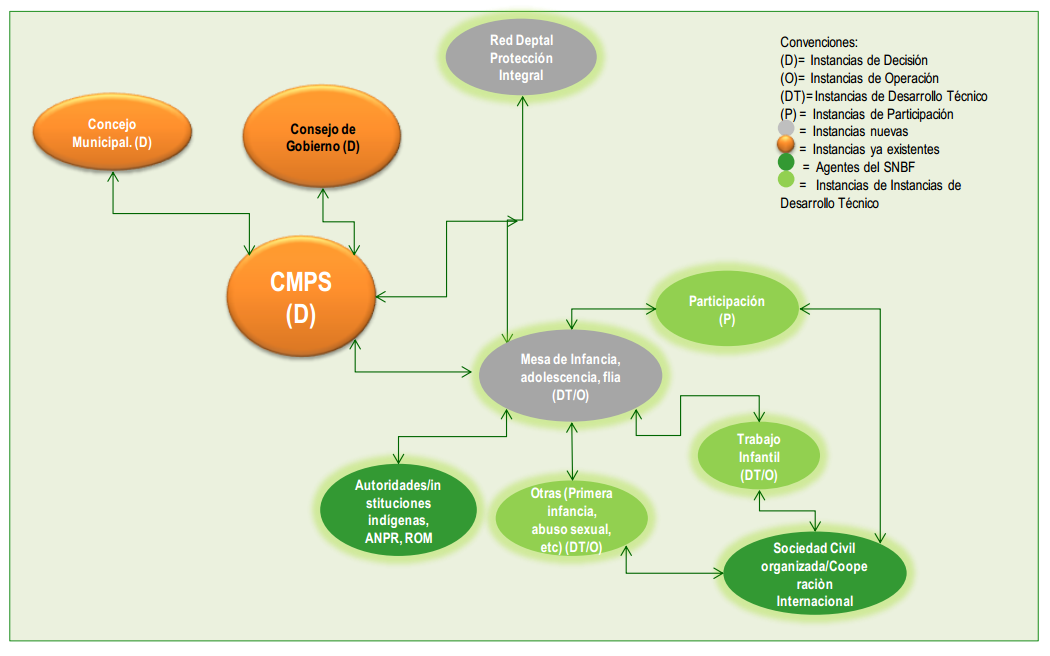 Red Deptal
Protección
Integral
Convenciones:
(D)= Instancias de Decisión
(O)= Instancias de Operación
(DT)= Instancias de Desarrollo Técnico
(P) = Instancias de Participación
= Instancias nuevas
= Instancias ya existentes
= Agentes del SNBF
= Instancias de Instancias de
Desarrollo Técnico
Concejo
Municipal. (D)
Consejo de
Gobierno (D)
CMPS
(D)
Participación
(P)
Mesa de Infancia,
adolescencia, flia
(DT/O)
Trabajo
Infantil
(DT/O)
Autoridades/in
stituciones
indígenas,
ANPR, ROM
Otras (Primera
infancia,
abuso sexual,
etc) (DT/O)
Sociedad Civil
organizada/Coope
raciòn
Internacional